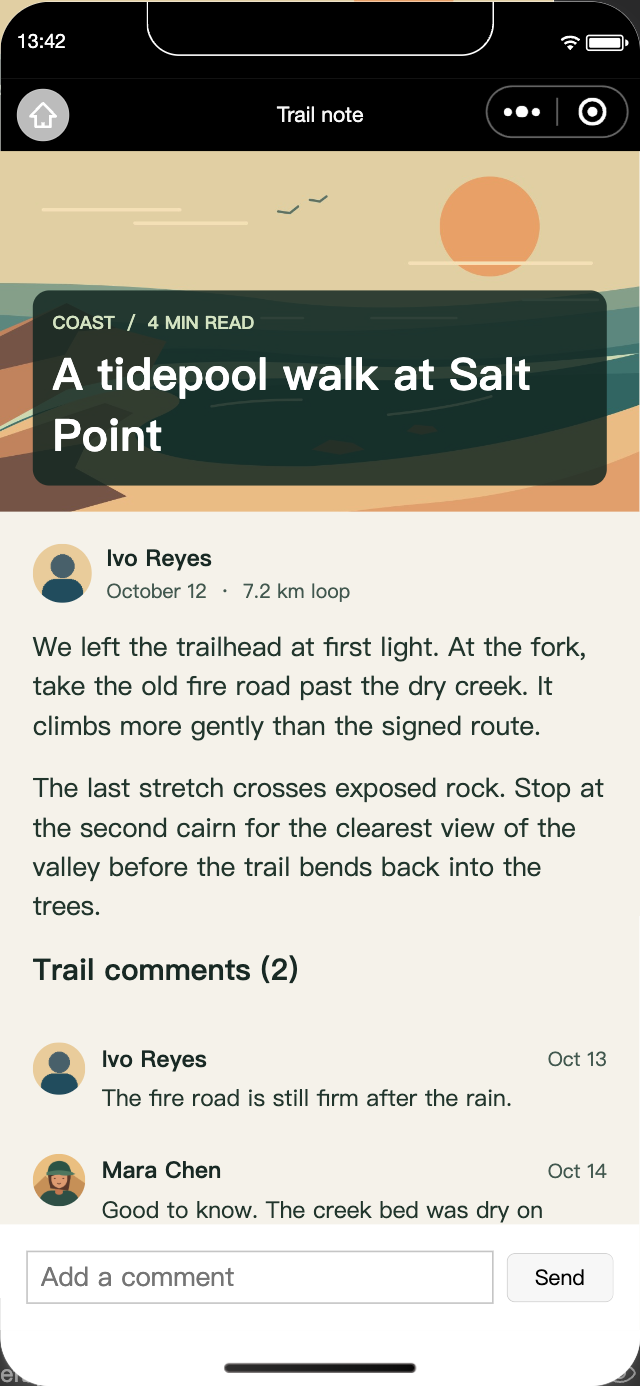 13:42
Trail note
COAST / 4 MIN READ
A tidepool walk at Salt
Point
Ivo Reyes
October 12 · 7.2 km loop
We left the trailhead at first light. At the fork,
take the old fire road past the dry creek. It
climbs more gently than the signed route.
The last stretch crosses exposed rock. Stop at
the second cairn for the clearest view of the
valley before the trail bends back into the
trees.
Trail comments (2)
Ivo Reyes
Oct 13
The fire road is still firm after the rain.
Mara Chen
Oct 14
Good to know. The creek bed was dry on
Add a comment
Send